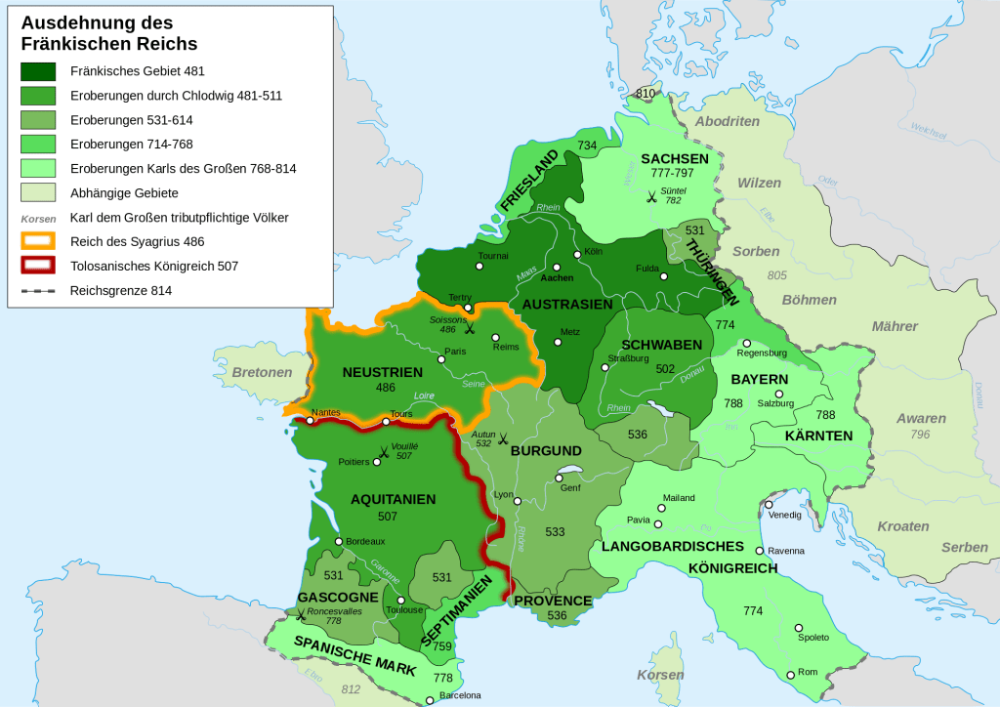 Ausdehnung des
Fränkischen Reichs
Fränkisches Gebiet 481
Eroberungen durch Chlodwig 481-511
Eroberungen 531-614
Eroberungen 714-768
Eroberungen Karls des Großen 768-814
Abhängige Gebiete
Korsen Karl dem Großen tributpflichtige Völker
Reich des Syagrius 486
Tolosanisches Königreich 507
Reichsgrenze 814
810
Abodriten
Weichsel
734
SACHSEN
777-797
FRIESLAND
Weser
Süntel
782
Wilzen
Oder
Elbe
Rhein
531
THÜRINGEN
Sorben
805
Tournai
Köln
Maas
Aachen
Fulda
Böhmen
Tertry
AUSTRASIEN
Soissons
486
Reims
Metz
774
Mährer
Paris
SCHWABEN
Regensburg
Bretonen
NEUSTRIEN
486
Straßburg
502
Donau
BAYERN
Seine
Loire
788
Salzburg
Donau
Nantes
Tours
Rhein
788
Awaren
796
Inn
KÄRNTEN
Autun
532
536
Vouillé
507
BURGUND
Poitiers
Genf
AQUITANIEN
507
Lyon
Mailand
Venedig
Pavia
Po
Kroaten
533
Rhône
Bordeaux
LANGOBARDISCHES
KÖNIGREICH
Ravenna
Serben
Garonne
531
531
GASCOGNE
SEPTIMANIEN
PROVENCE
536
Roncesvalles
778
Toulouse
774
SPANISCHE MARK
759
Spoleto
778
Korsen
Rom
Ebro
812
Barcelona